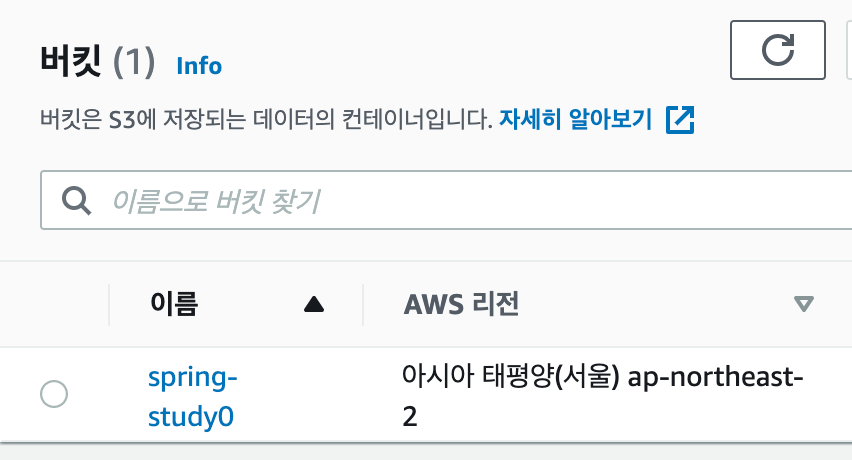 버킷 (1) Info
버킷은 S3에 저장되는 데이터의 컨테이너입니다. 자세히 알아보기
이름으로 버킷 찾기
이름 AWS 리전
spring- 아시아 태평양(서울) ap-northeast-
study0 2